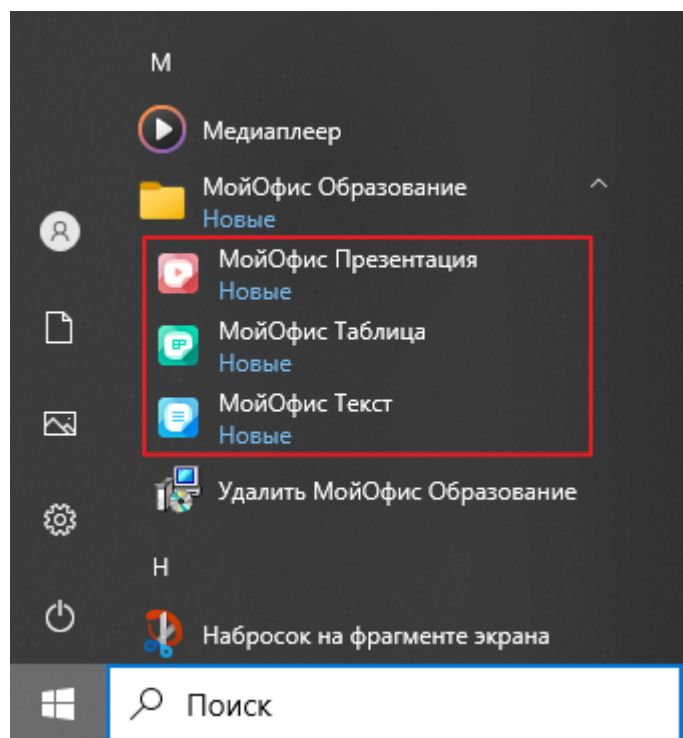 М
Медиаплеер
МойОфис Образование
Новые
МойОфис Презентация
Новые
МойОфис Таблица
Новые
МойОфис Текст
Новые
Удалить МойОфис Образование
Н
Набросок на фрагменте экрана
Поиск